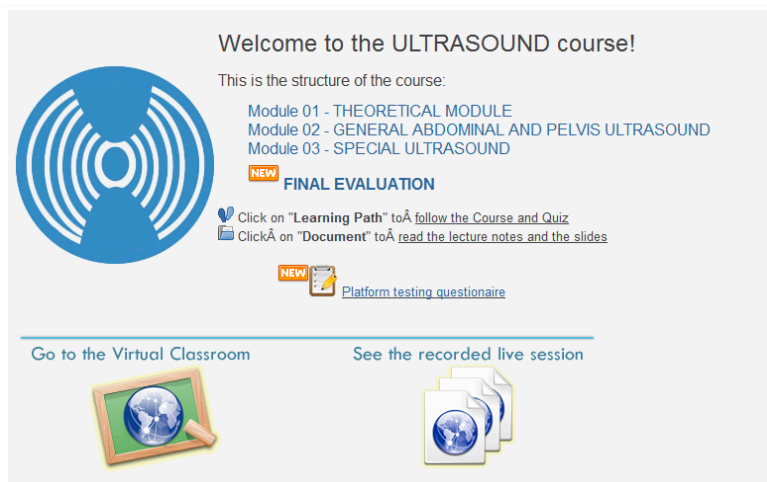 Welcome to the ULTRASOUND course!
This is the structure of the course:
Module 01 - THEORETICAL MODULE
Module 02 - GENERAL ABDOMINAL AND PELVIS ULTRASOUND
Module 03 - SPECIAL ULTRASOUND
NEW FINAL EVALUATION
Click on "Learning Path" toÂ follow the Course and Quiz
ClickÂ on "Document" toÂ read the lecture notes and the slides
NEW Platform testing questionaire
Go to the Virtual Classroom
See the recorded live session